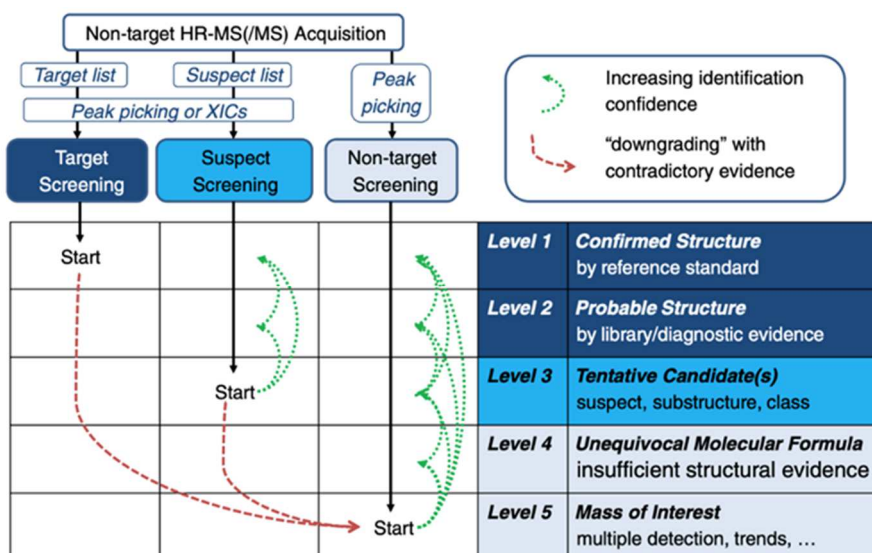 Non-target HR-MS(/MS) Acquisition
Target list
Suspect list
Peak
picking
Peak picking or XICs
Target
Screening
Suspect
Screening
Non-target
Screening
Increasing identification
confidence
“downgrading” with
contradictory evidence
Start
Level 1
Confirmed Structure
by reference standard
Level 2
Probable Structure
by library/diagnostic evidence
Start
Level 3
Tentative Candidate(s)
suspect, substructure, class
Level 4
Unequivocal Molecular Formula
insufficient structural evidence
Start
Level 5
Mass of Interest
multiple detection, trends, …